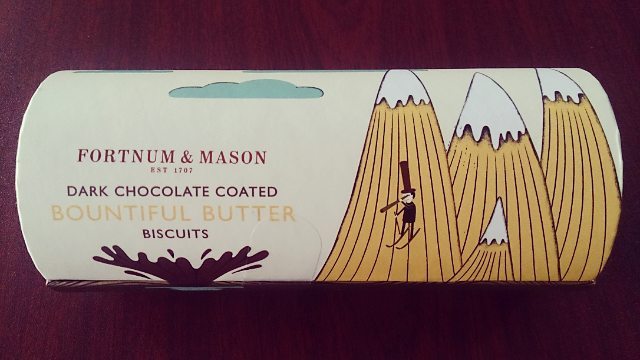 FORTNUM & MASON
EST 1707
DARK CHOCOLATE COATED
BOUNTIFUL BUTTER
BISCUITS